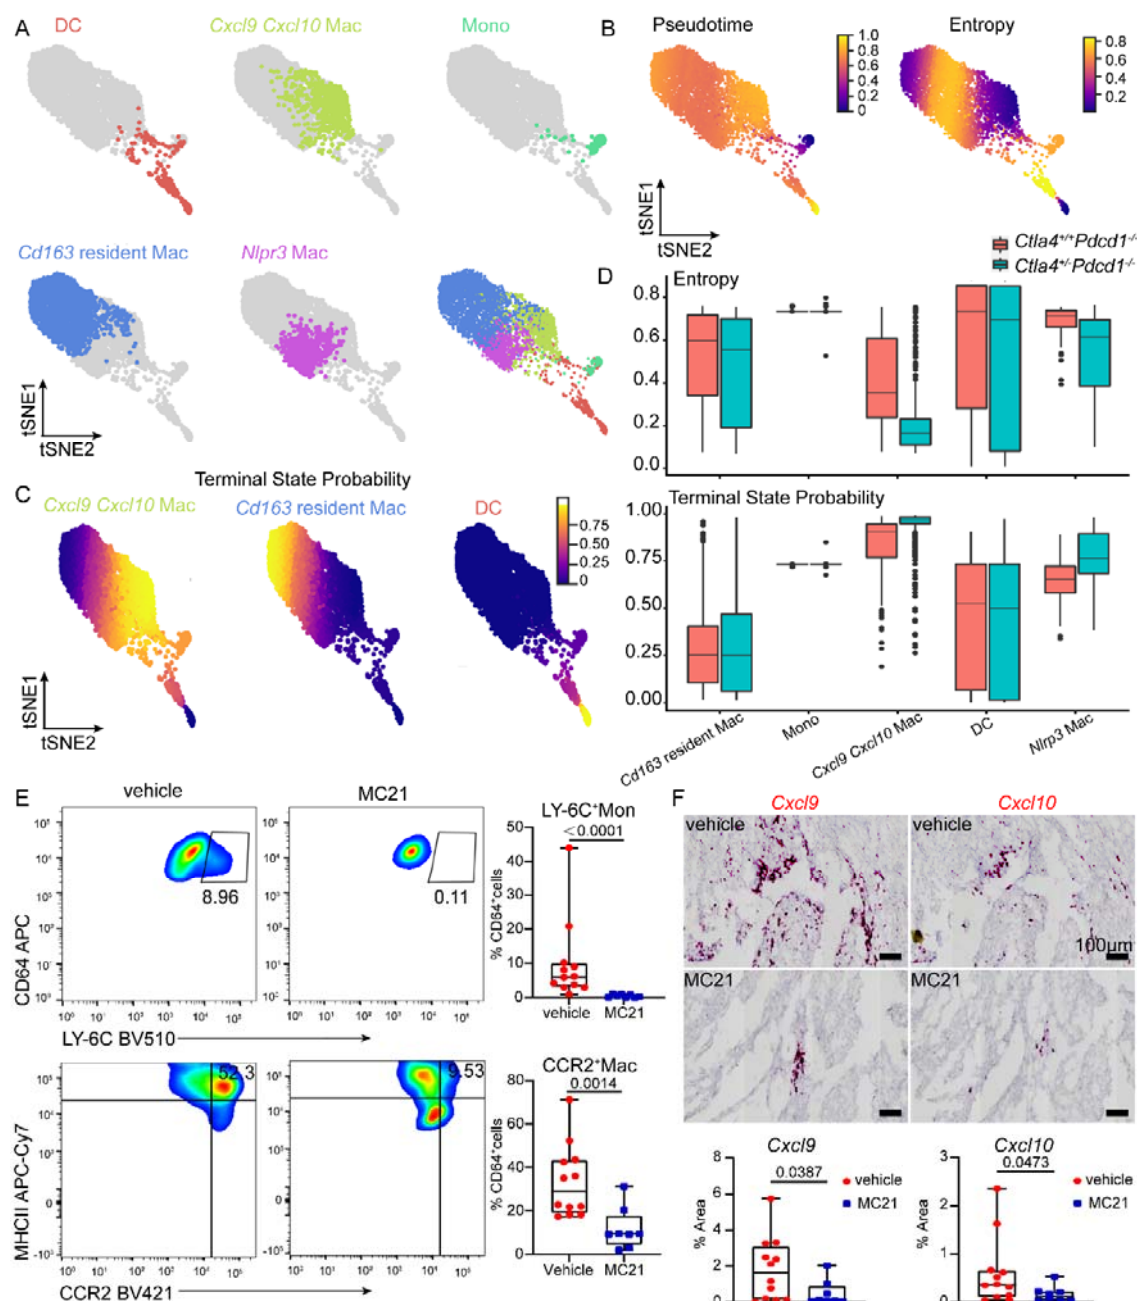 A
DC
Cxcl9 Cxcl10 Mac
Mono
Cd163 resident Mac
Nlpr3 Mac
tSNE1
tSNE2
B
Pseudotime
Entropy
1.0
0.8
0.6
0.4
0.2
0
0.8
0.6
0.4
0.2
tSNE1
tSNE2
C
Terminal State Probability
Cxcl9 Cxcl10 Mac
Cd163 resident Mac
DC
0.75
0.50
0.25
0
tSNE1
tSNE2
Ctla4+/+Pdcd1-/-
Ctla4+/-Pdcd1-/-
D
Entropy
0.8
0.6
0.4
0.2
0.0
Terminal State Probability
1.00
0.75
0.50
0.25
0.00
Cd163 resident Mac
Mono
Cxcl9 Cxcl10 Mac
DC
Nlrp3 Mac
E
vehicle
MC21
8.96
0.11
CD64 APC
LY-6C BV510
LY-6C+Mon
<0.0001
% CD64+cells
50
40
30
20
10
0
vehicle
MC21
52.3
9.53
MHCII APC-Cy7
CCR2 BV421
CCR2+Mac
0.0014
% CD64+cells
80
60
40
20
0
Vehicle
MC21
F
Cxcl9
Cxcl10
vehicle
vehicle
100μm
MC21
MC21
Cxcl9
0.0387
vehicle
MC21
% Area
8
6
4
2
0
Cxcl10
0.0473
vehicle
MC21
% Area
3
2
1
0